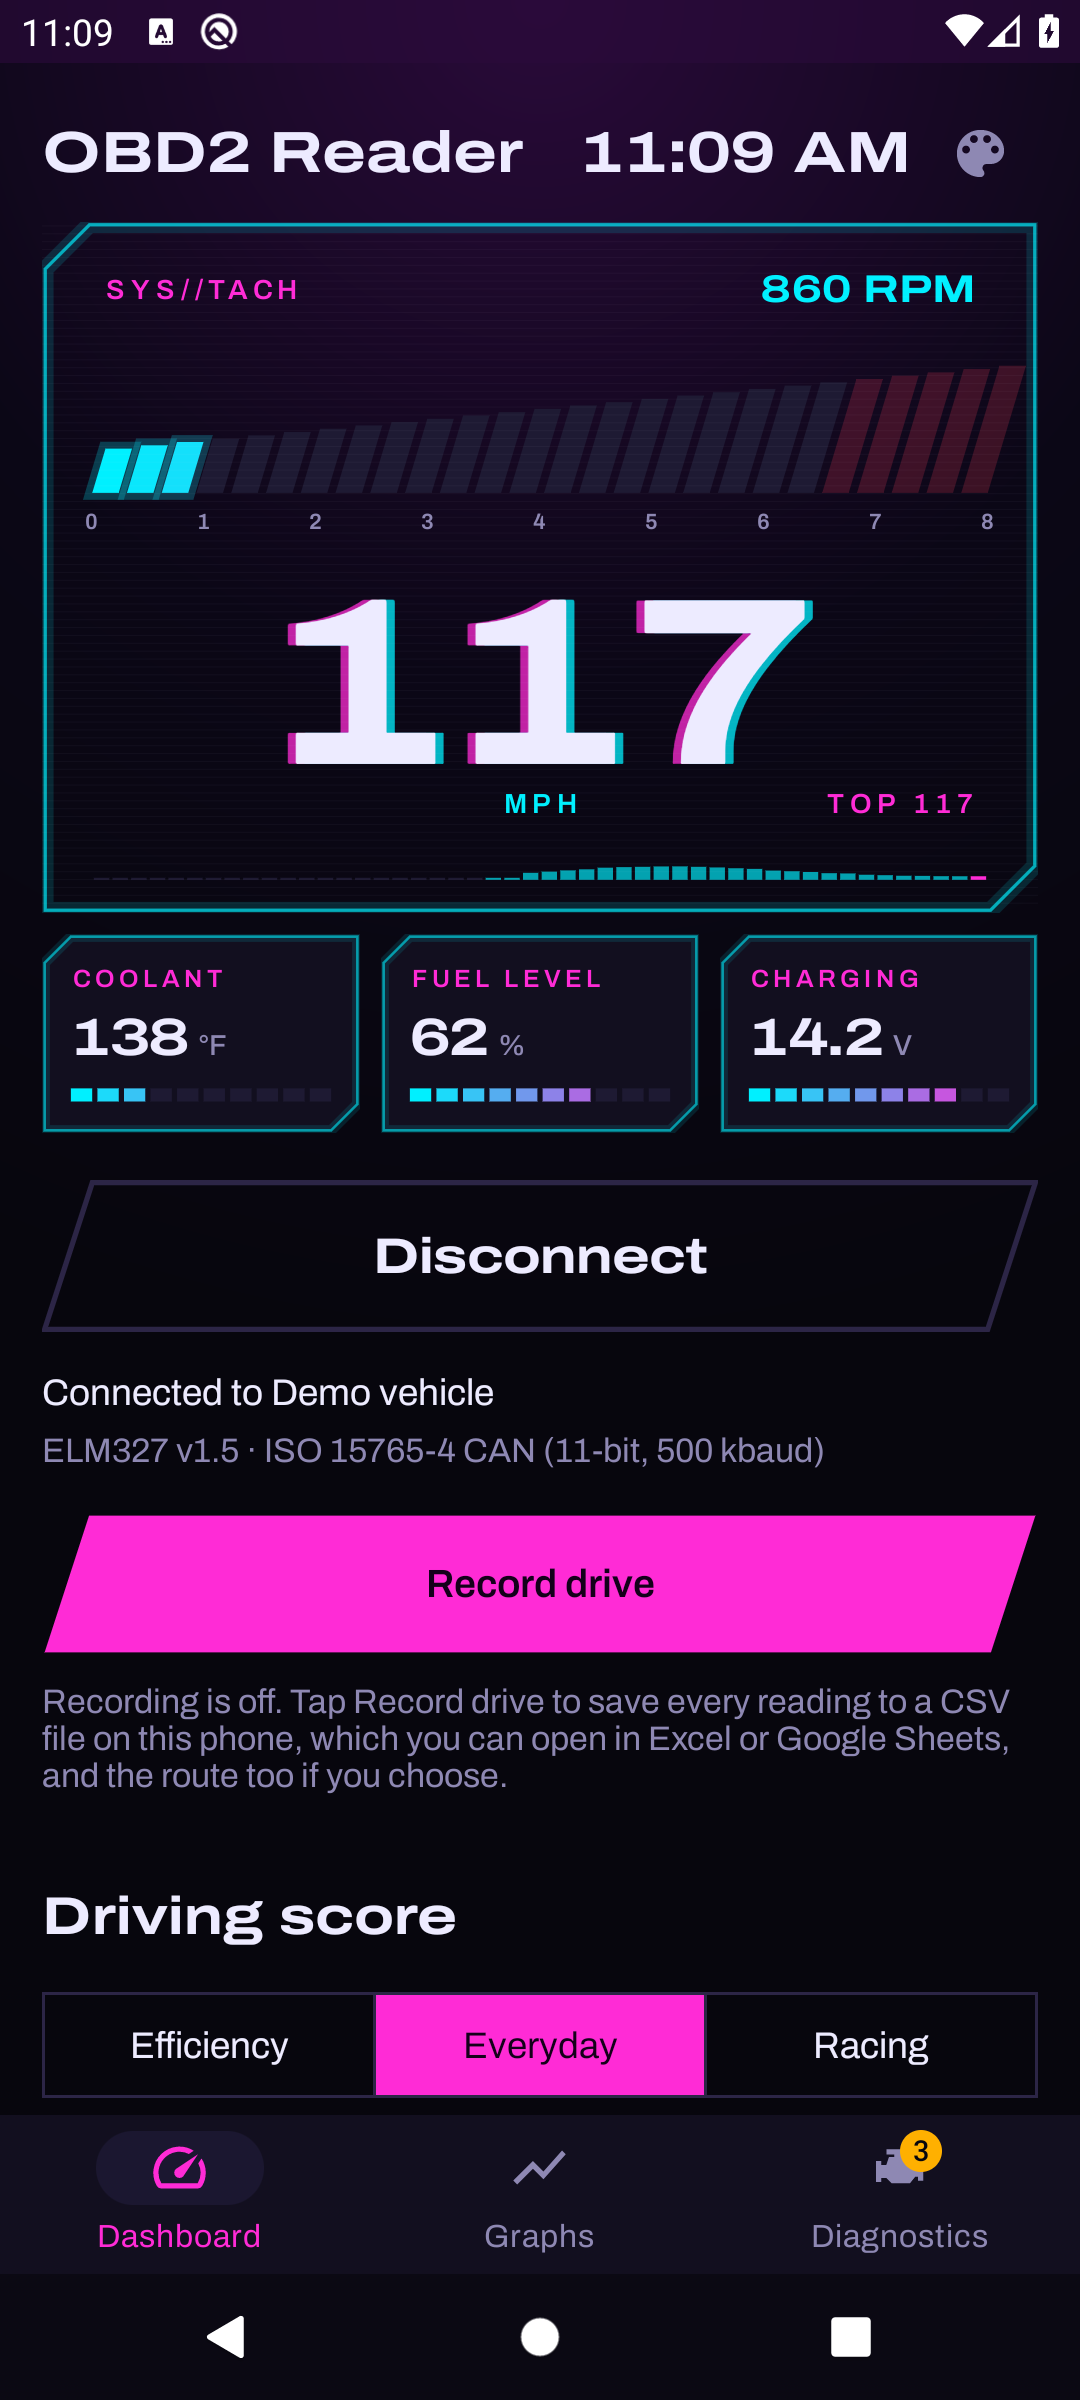 11:09
OBD2 Reader 11:09 AM
SYS//TACH 860 RPM
0 1 2 3 4 5 6 7 8
117
MPH TOP 117
COOLANT FUEL LEVEL CHARGING
138 °F 62 % 14.2 V
Disconnect
Connected to Demo vehicle
ELM327 v1.5 · ISO 15765-4 CAN (11-bit, 500 kbaud)
Record drive
Recording is off. Tap Record drive to save every reading to a CSV
file on this phone, which you can open in Excel or Google Sheets,
and the route too if you choose.
Driving score
Efficiency Everyday Racing
3
Dashboard Graphs Diagnostics